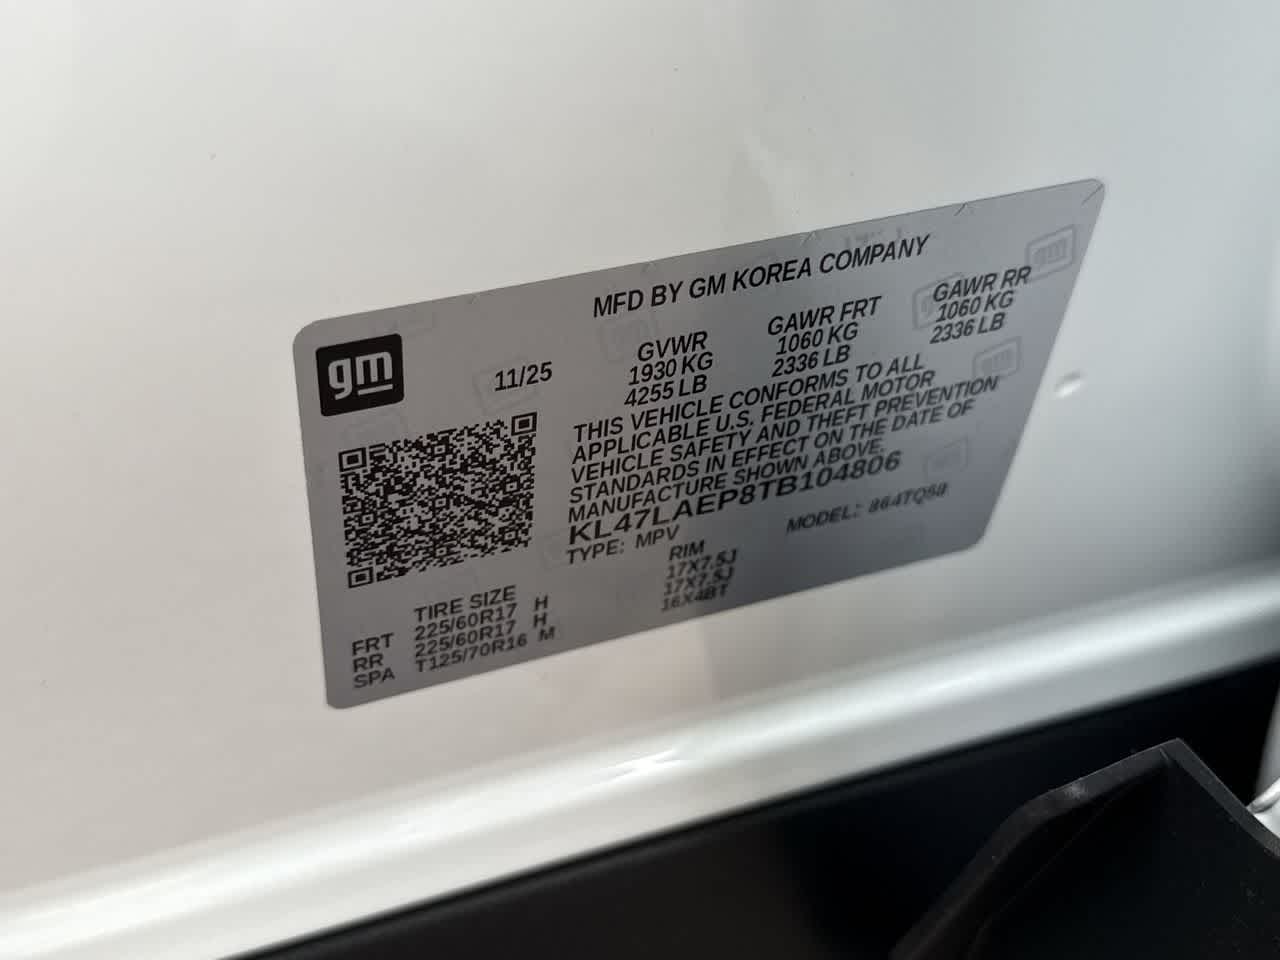 MFD BY GM KOREA COMPANY
gm
11/25
GVWR GAWR FRT GAWR RR
1930 KG 1060 KG 1060 KG
4255 LB 2336 LB 2336 LB
THIS VEHICLE CONFORMS TO ALL
APPLICABLE U.S. FEDERAL MOTOR
VEHICLE SAFETY AND THEFT PREVENTION
STANDARDS IN EFFECT ON THE DATE OF
MANUFACTURE SHOWN ABOVE.
KL47LAEP8TB104806
TYPE: MPV MODEL: 864TQ58
TIRE SIZE RIM
FRT 225/60R17 H 17X7.5J
RR 225/60R17 H 17X7.5J
SPA T125/70R16 M 16X4BT